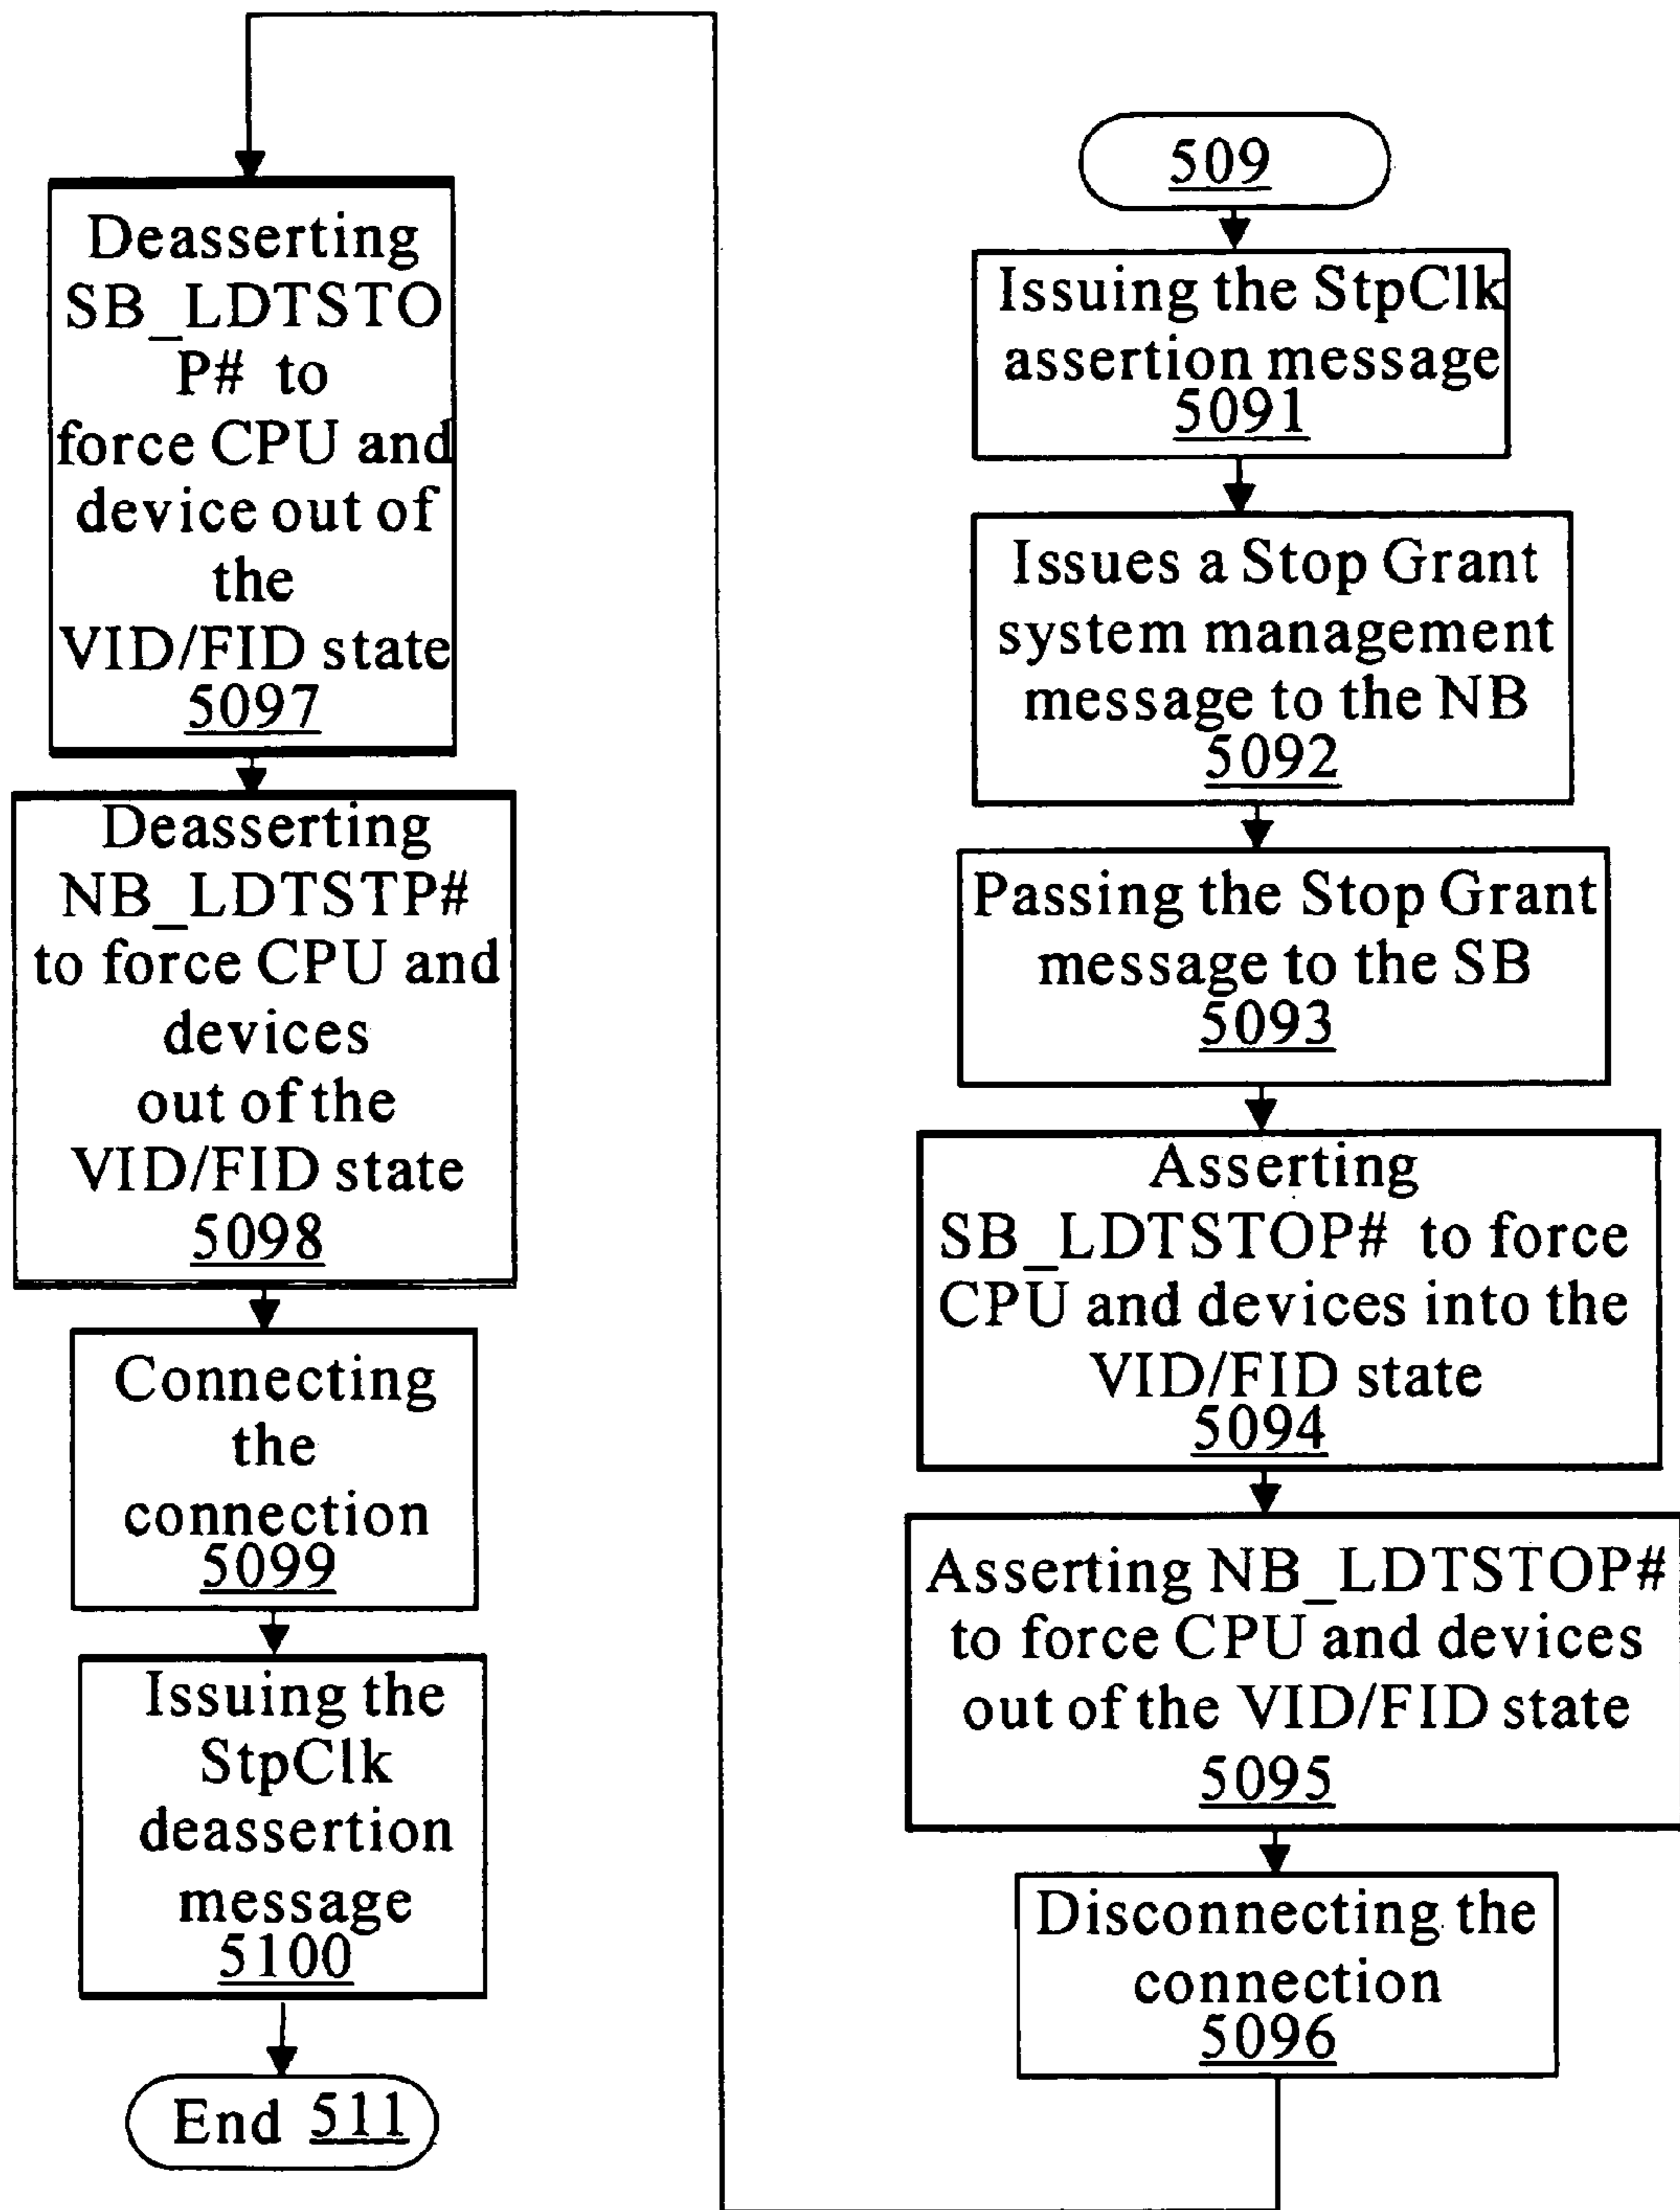 509
Issuing the StpClk
assertion message
5091
Issues a Stop Grant
system management
message to the NB
5092
Passing the Stop Grant
message to the SB
5093
Asserting
SB_LDTSTOP# to force
CPU and devices into the
VID/FID state
5094
Asserting NB_LDTSTOP#
to force CPU and devices
out of the VID/FID state
5095
Disconnecting the
connection
5096
Deasserting
SB_LDTSTO
P# to
force CPU and
device out of
the
VID/FID state
5097
Deasserting
NB_LDTSTP#
to force CPU and
devices
out of the
VID/FID state
5098
Connecting
the
connection
5099
Issuing the
StpClk
deassertion
message
5100
End 511